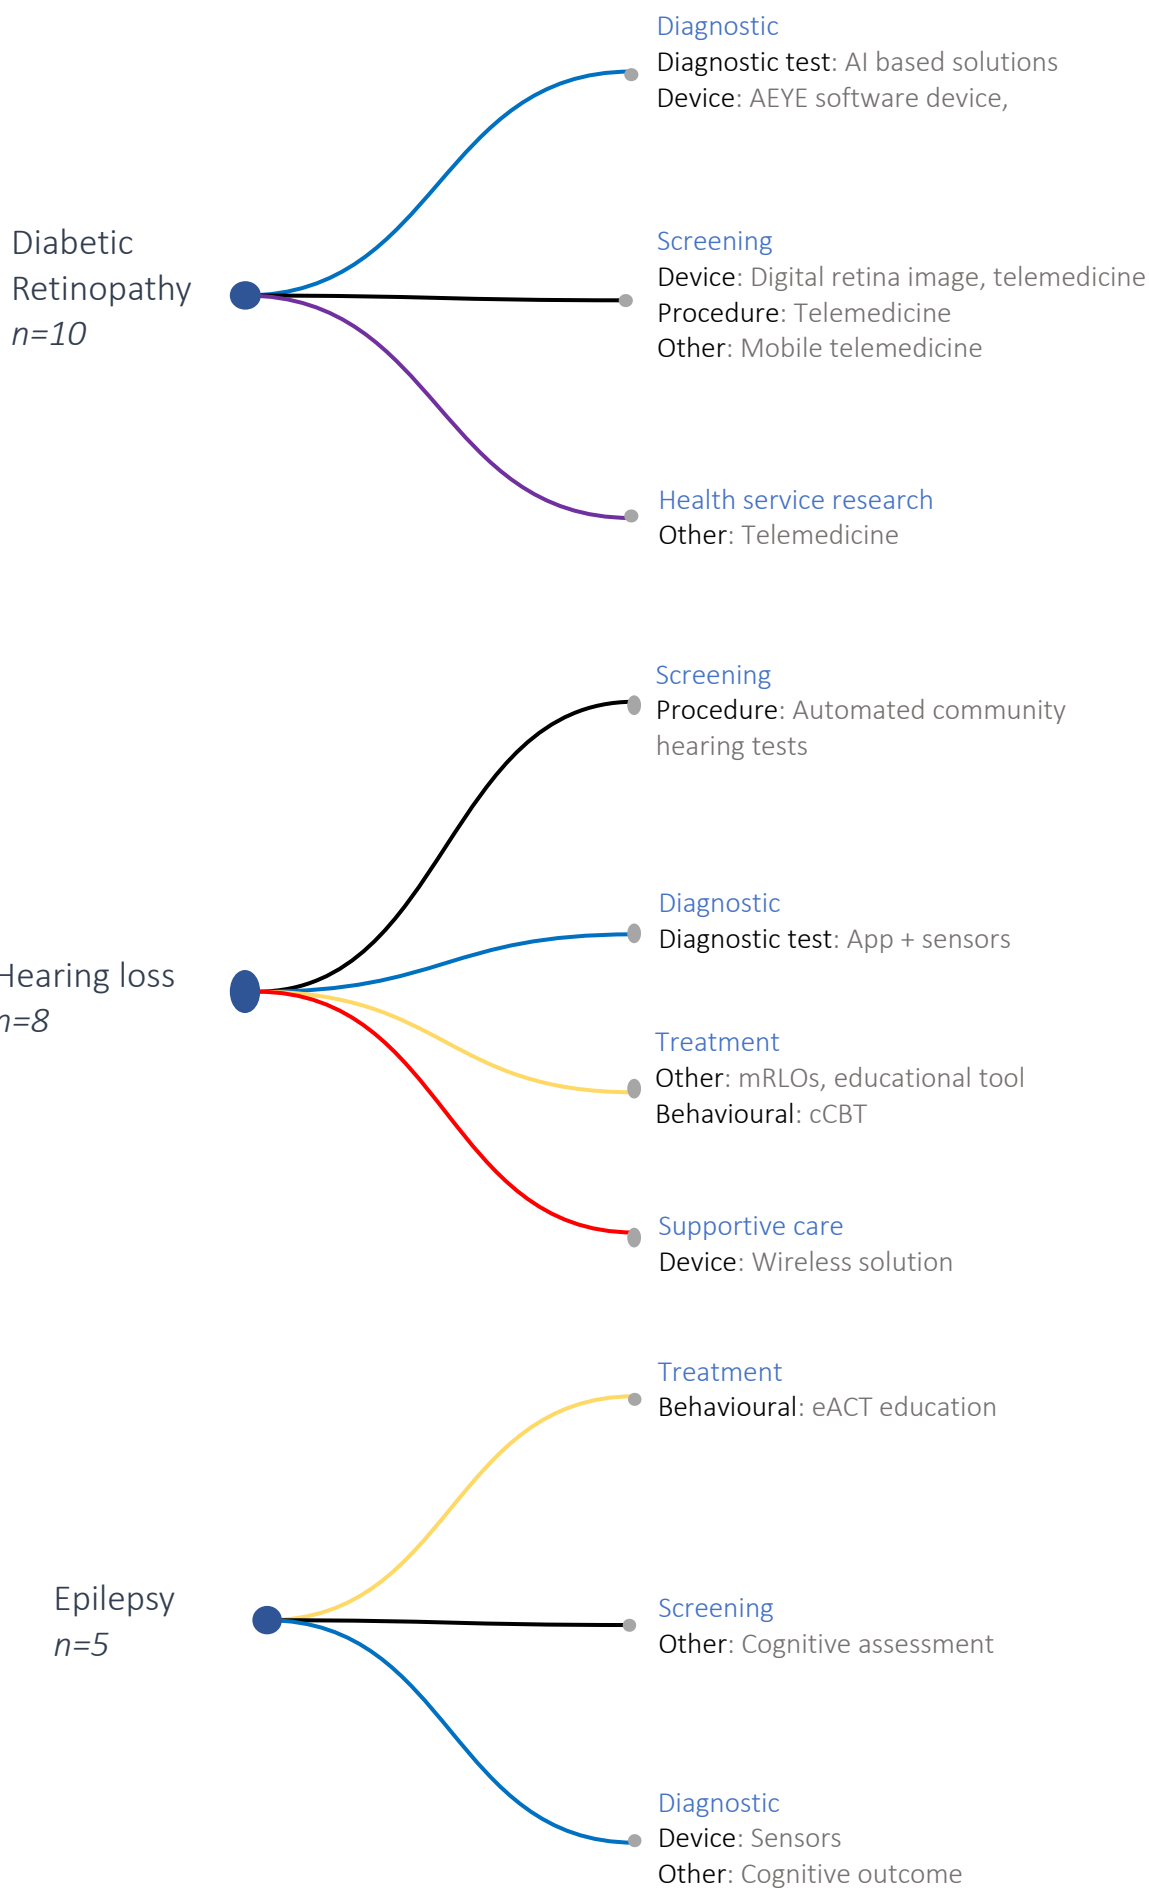 Diagnostic
Diagnostic test: AI based solutions
Device: AEYE software device,
Diabetic
Retinopathy
n=10
Screening
Device: Digital retina image, telemedicine
Procedure: Telemedicine
Other: Mobile telemedicine
Health service research
Other: Telemedicine
Screening
Procedure: Automated community
hearing tests
Hearing loss
n=8
Diagnostic
Diagnostic test: App + sensors
Treatment
Other: mRLOs, educational tool
Behavioural: cCBT
Supportive care
Device: Wireless solution
Treatment
Behavioural: eACT education
Epilepsy
n=5
Screening
Other: Cognitive assessment
Diagnostic
Device: Sensors
Other: Cognitive outcome